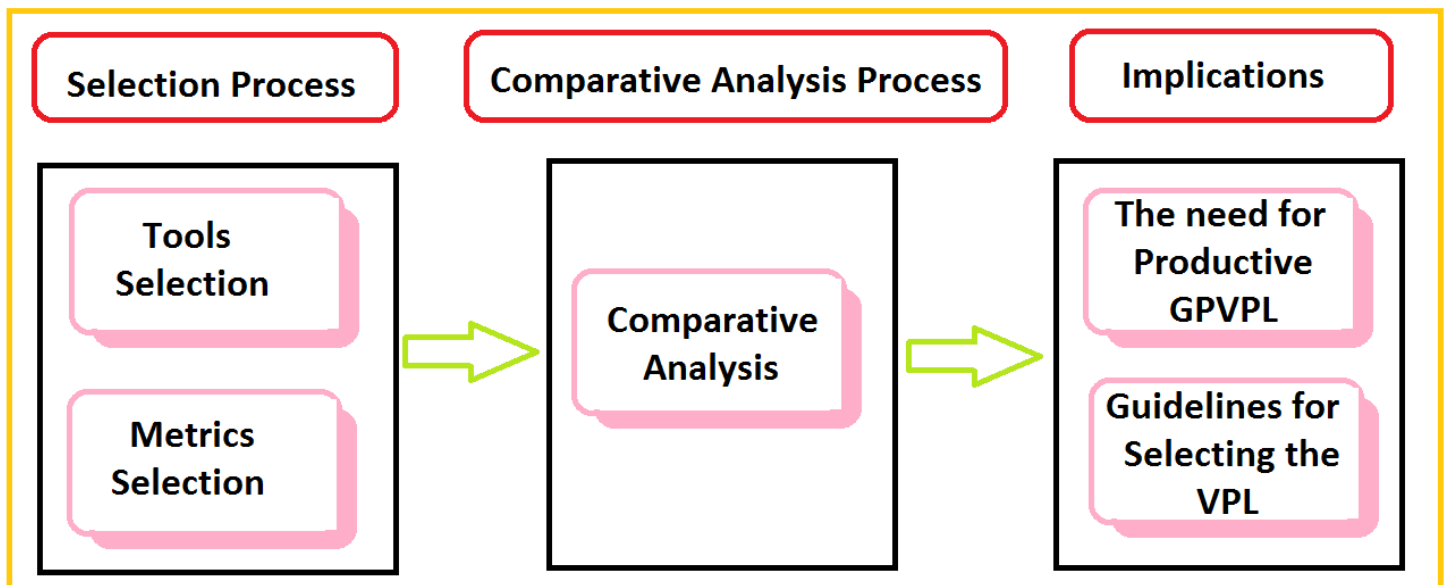 Selection Process
Comparative Analysis Process
Implications
Tools
Selection
Metrics
Selection
Comparative
Analysis
The need for
Productive
GPVPL
Guidelines for
Selecting the
VPL